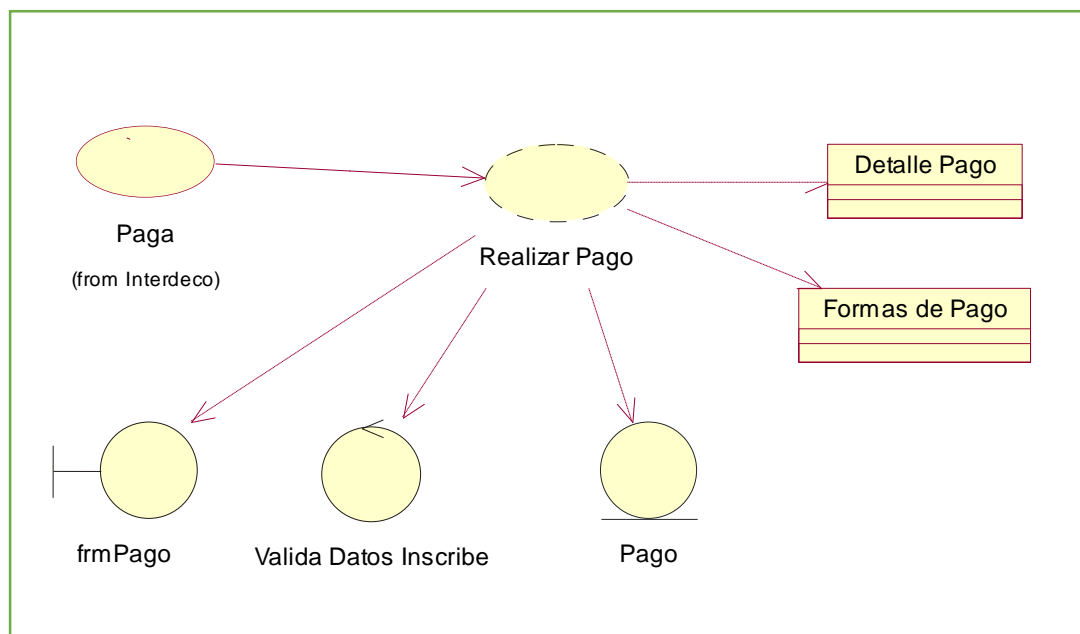 Detalle Pago
Paga
(from Interdeco)
Realizar Pago
Formas de Pago
frmPago
Valida Datos Inscribe
Pago